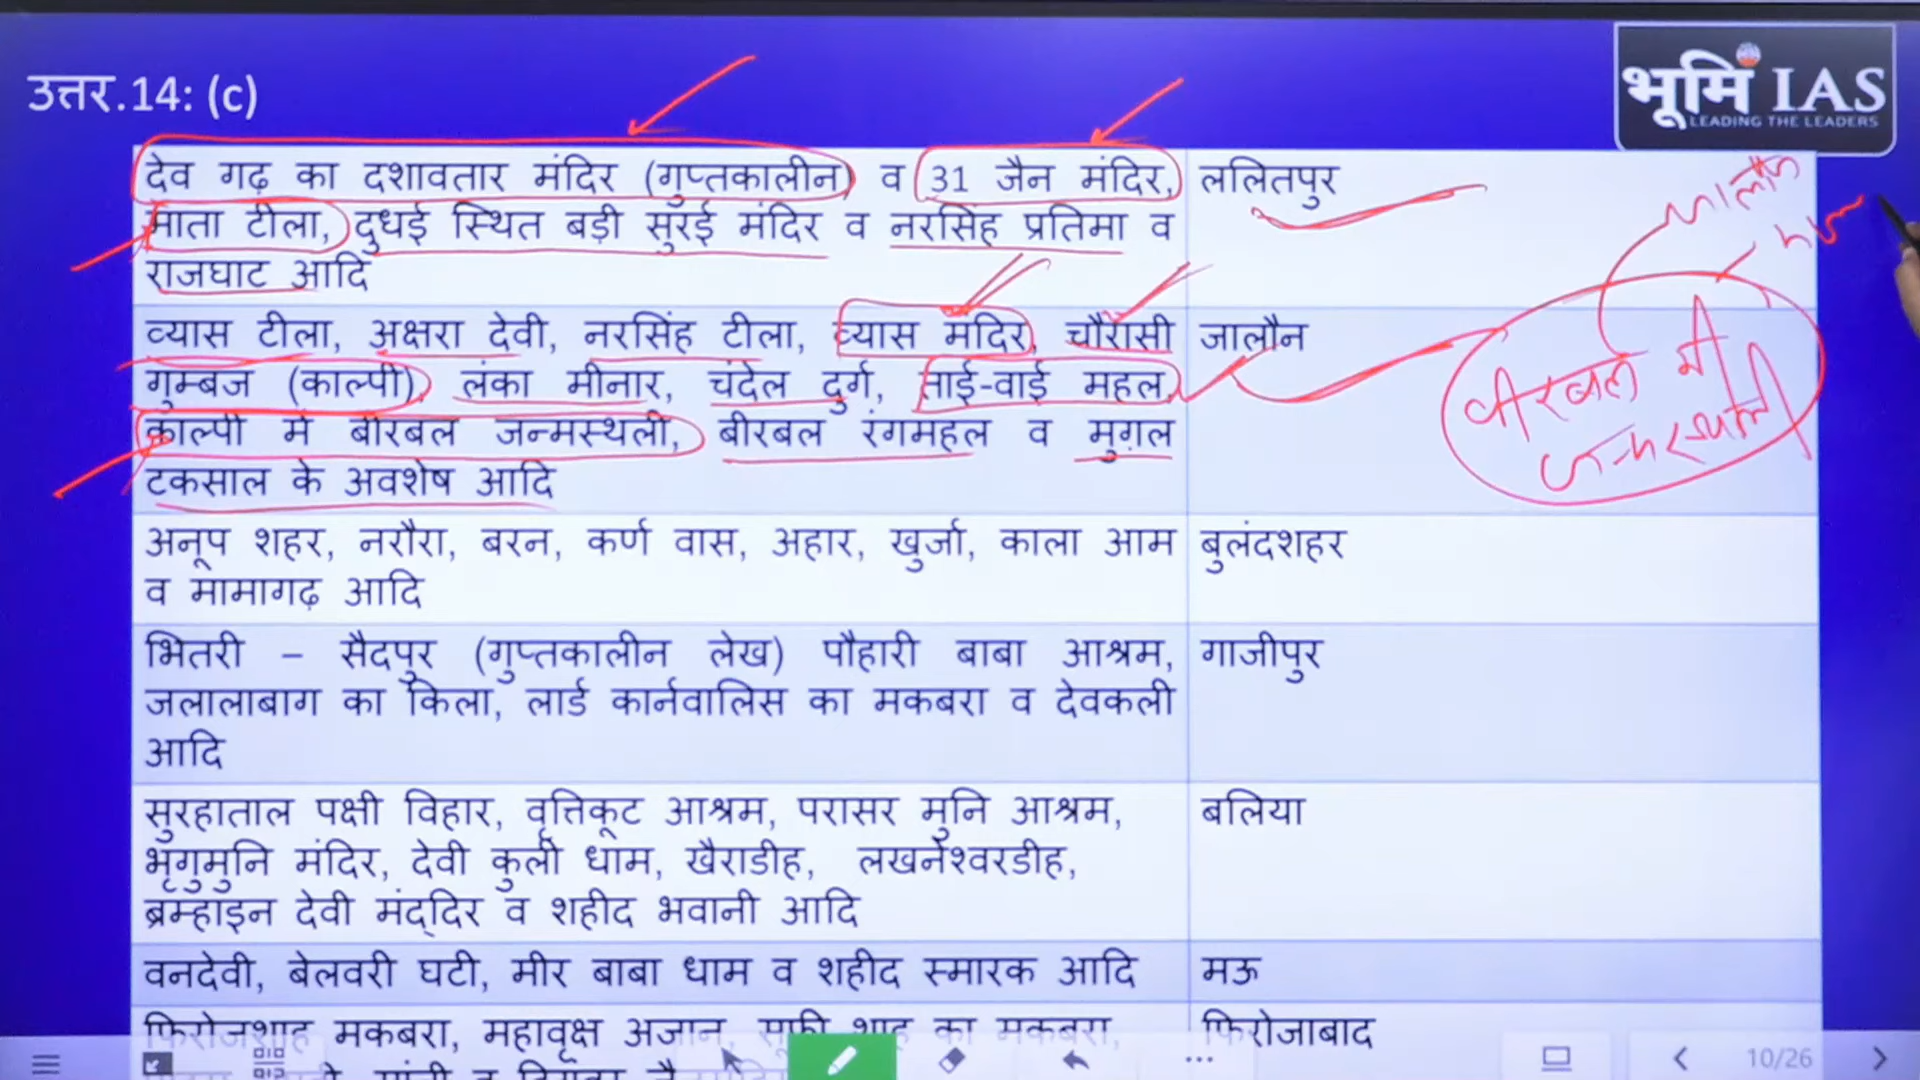 उत्तर.14: (c)
भूमि IAS
LEADING THE LEADERS
देव गढ़ का दशावतार मंदिर (गुप्तकालीन) व 31 जैन मंदिर, ललितपुर
माता टीला, दुधई स्थित बड़ी सुरई मंदिर व नरसिंह प्रतिमा व
राजघाट आदि
जालौन
व्यास टीला, अक्षरा देवी, नरसिंह टीला, व्यास मंदिर, चौरासी जालौन
गुम्बज (काल्पी), लंका मीनार, चंदेल दुर्ग, ताई-वाई महल,
काल्पी में बीरबल जन्मस्थली, बीरबल रंगमहल व मुग़ल
टकसाल के अवशेष आदि
बीरबल की
जन्मस्थली
अनूप शहर, नरौरा, बरन, कर्ण वास, अहार, खुर्जा, काला आम बुलंदशहर
व मामागढ़ आदि
भितरी – सैदपुर (गुप्तकालीन लेख) पौहारी बाबा आश्रम, गाजीपुर
जलालाबाग का किला, लार्ड कार्नवालिस का मकबरा व देवकली
आदि
सुरहाताल पक्षी विहार, वृत्तिकूट आश्रम, परासर मुनि आश्रम, बलिया
भृगुमुनि मंदिर, देवी कुली धाम, खैराडीह, लखनेश्वरडीह,
ब्रम्हाइन देवी मंद्दिर व शहीद भवानी आदि
वनदेवी, बेलवरी घटी, मीर बाबा धाम व शहीद स्मारक आदि मऊ
फिरोजशाह मकबरा, महावृक्ष अजान, सूफी शाह का मकबरा, फिरोजाबाद
10/26